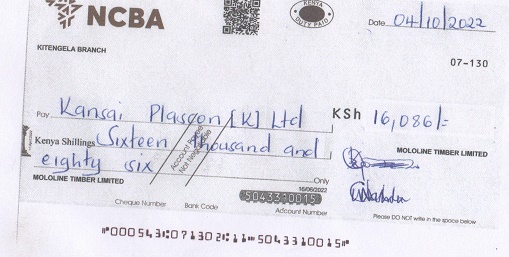 NCBA
KENYA
DUTY PAID
Date 04/10/2022
KITENGELA BRANCH
07-130
Pay Kansai Plascon [K] Ltd KSh 16,086/=
Kenya Shillings Sixteen thousand and
eighty six
Account Payee
Not Negotiable
Only
MOLOLINE TIMBER LIMITED
MOLOLINE TIMBER LIMITED
16/06/2022
5043310015
Cheque Number Bank Code Account Number
Please DO NOT write in the space below
"000543 071302 11 5043310015"